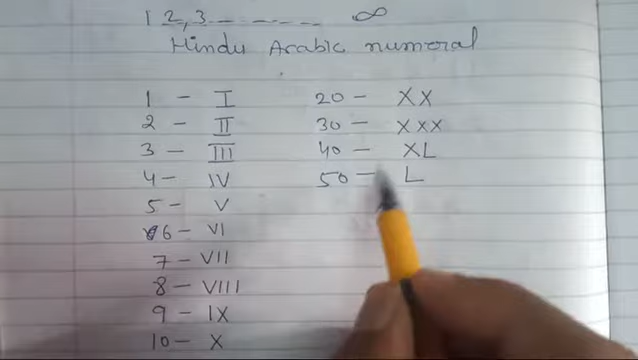 1 2, 3 - - - - - - ∞
Hindu Arabic numeral
1 - I
2 - II
3 - III
4 - IV
5 - V
6 - VI
7 - VII
8 - VIII
9 - IX
10 - X
20 - XX
30 - XXX
40 - XL
50 - L